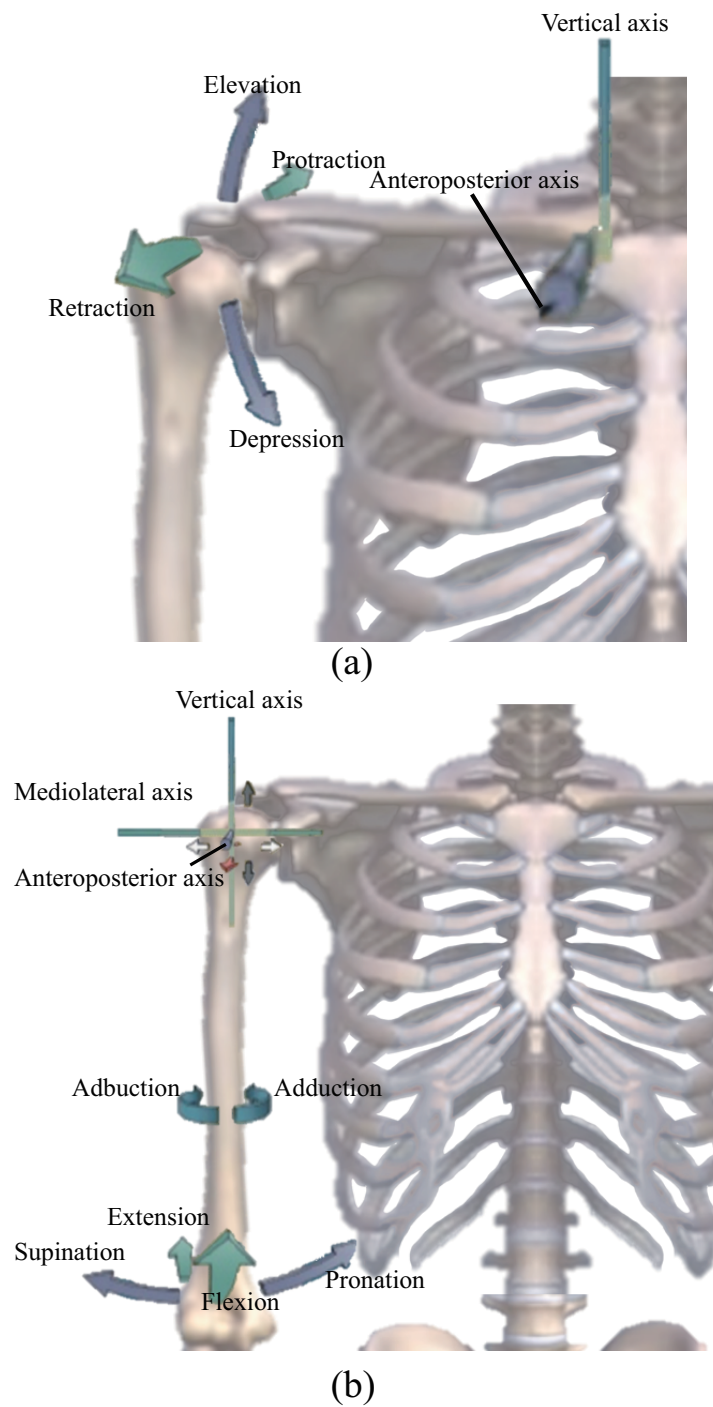 Vertical axis
Elevation
Protraction
Anteroposterior axis
Retraction
Depression
(a)
Vertical axis
Mediolateral axis
Anteroposterior axis
Adbuction
Adduction
Extension
Supination
Pronation
Flexion
(b)